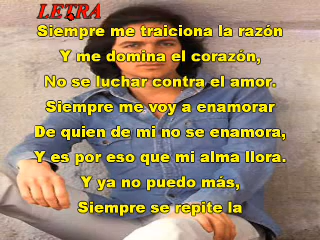 LETRA
Siempre me traiciona la razón
Y me domina el corazón,
No se luchar contra el amor.
Siempre me voy a enamorar
De quien de mi no se enamora,
Y es por eso que mi alma llora.
Y ya no puedo más,
Siempre se repite la